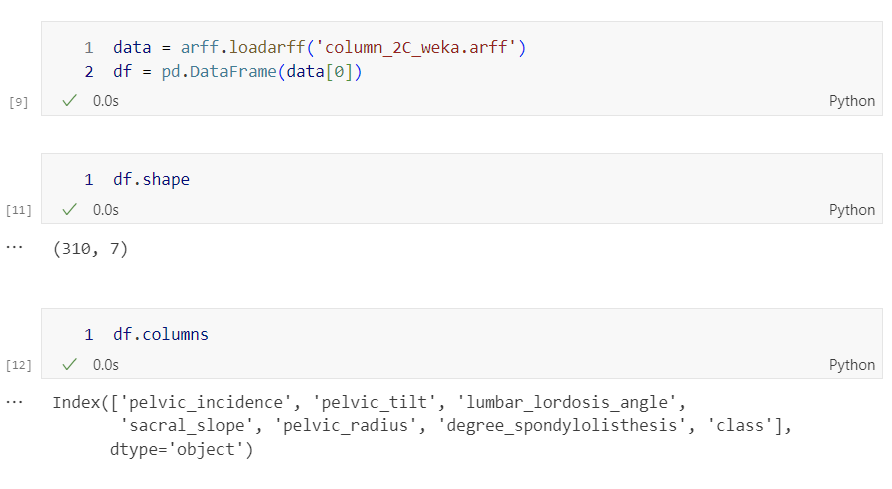 1 data = arff.loadarff('column_2C_weka.arff')
2 df = pd.DataFrame(data[0])
[9] ✓ 0.0s Python
1 df.shape
[11] ✓ 0.0s Python
... (310, 7)
1 df.columns
[12] ✓ 0.0s Python
... Index(['pelvic_incidence', 'pelvic_tilt', 'lumbar_lordosis_angle',
'sacral_slope', 'pelvic_radius', 'degree_spondylolisthesis', 'class'],
dtype='object')